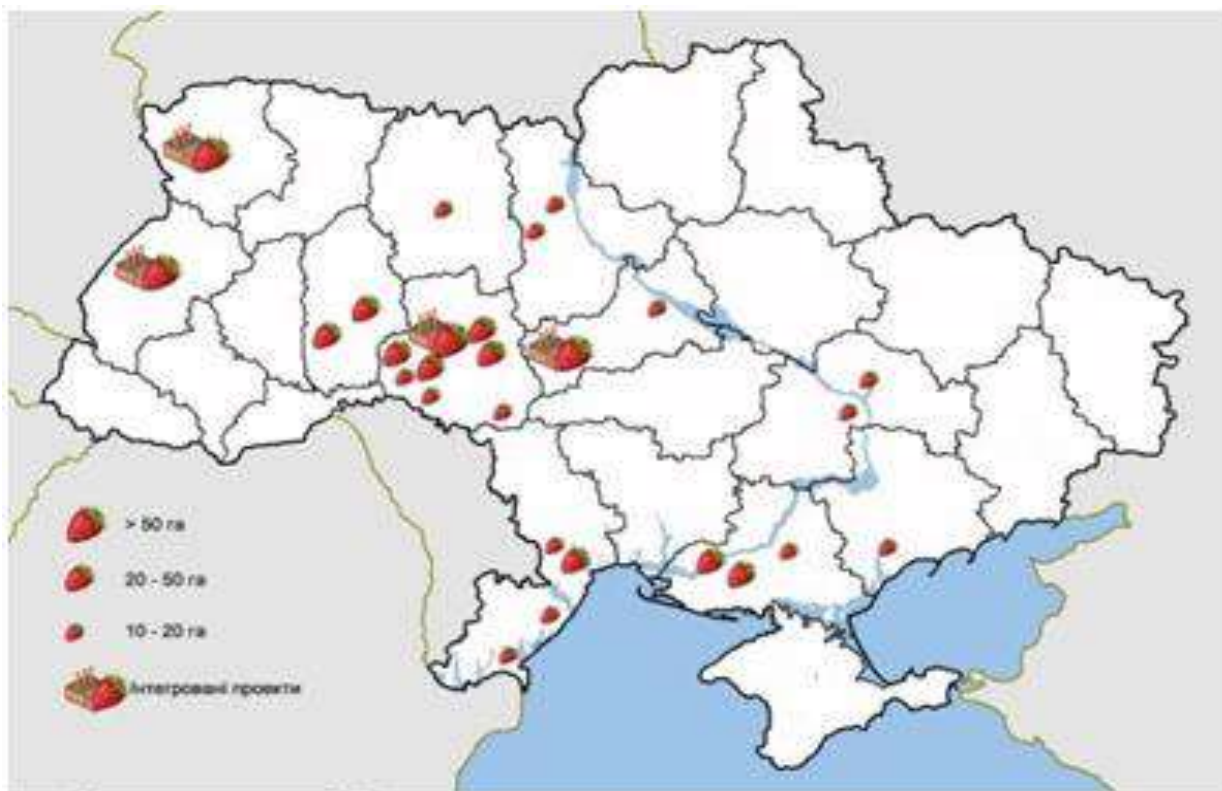 > 50 га
20 - 50 га
10 - 20 га
Інтегровані проекти